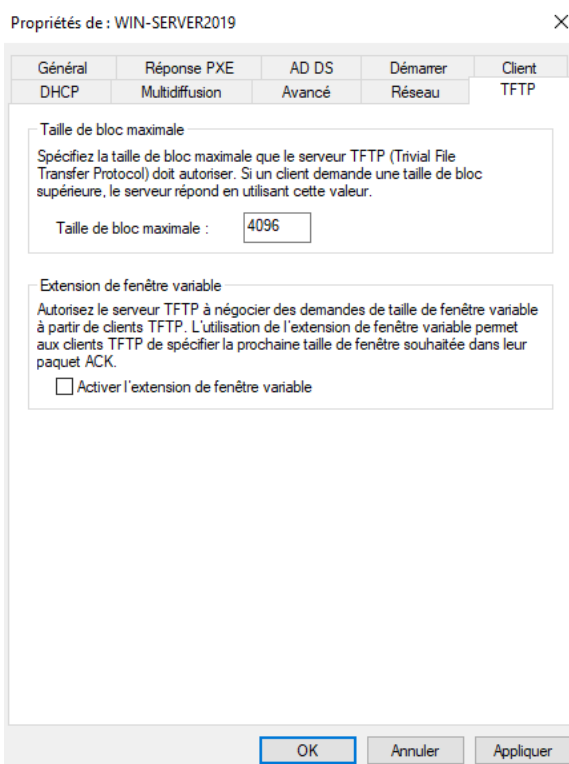 Propriétés de : WIN-SERVER2019
Général Réponse PXE AD DS Démarrer Client
DHCP Multidiffusion Avancé Réseau TFTP
Taille de bloc maximale
Spécifiez la taille de bloc maximale que le serveur TFTP (Trivial File
Transfer Protocol) doit autoriser. Si un client demande une taille de bloc
supérieure, le serveur répond en utilisant cette valeur.
Taille de bloc maximale : 4096
Extension de fenêtre variable
Autorisez le serveur TFTP à négocier des demandes de taille de fenêtre variable
à partir de clients TFTP. L'utilisation de l'extension de fenêtre variable permet
aux clients TFTP de spécifier la prochaine taille de fenêtre souhaitée dans leur
paquet ACK.
Activer l'extension de fenêtre variable
OK Annuler Appliquer